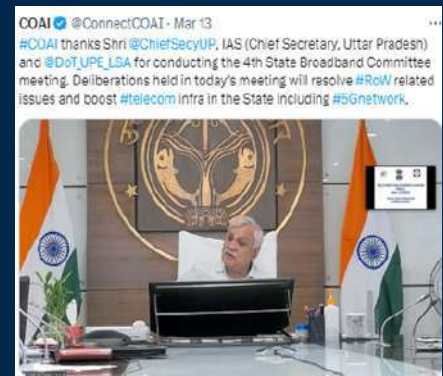 COAI @ConnectCOAI · Mar 13
#COAI thanks Shri @ChiefSecyUP, IAS (Chief Secretary, Uttar Pradesh)
and @DoT_UPE_LSA for conducting the 4th State Broadband Committee
meeting. Deliberations held in today's meeting will resolve #RoW related
issues and boost #telecom infra in the State including #5Gnetwork.